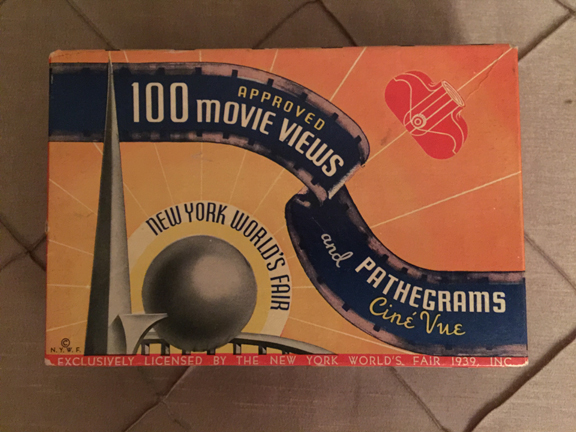 100 APPROVED
MOVIE VIEWS
NEW YORK WORLD'S FAIR
and PATHEGRAMS
Ciné Vue
©
N.Y.W.F.
EXCLUSIVELY LICENSED BY THE NEW YORK WORLD'S FAIR 1939, INC.